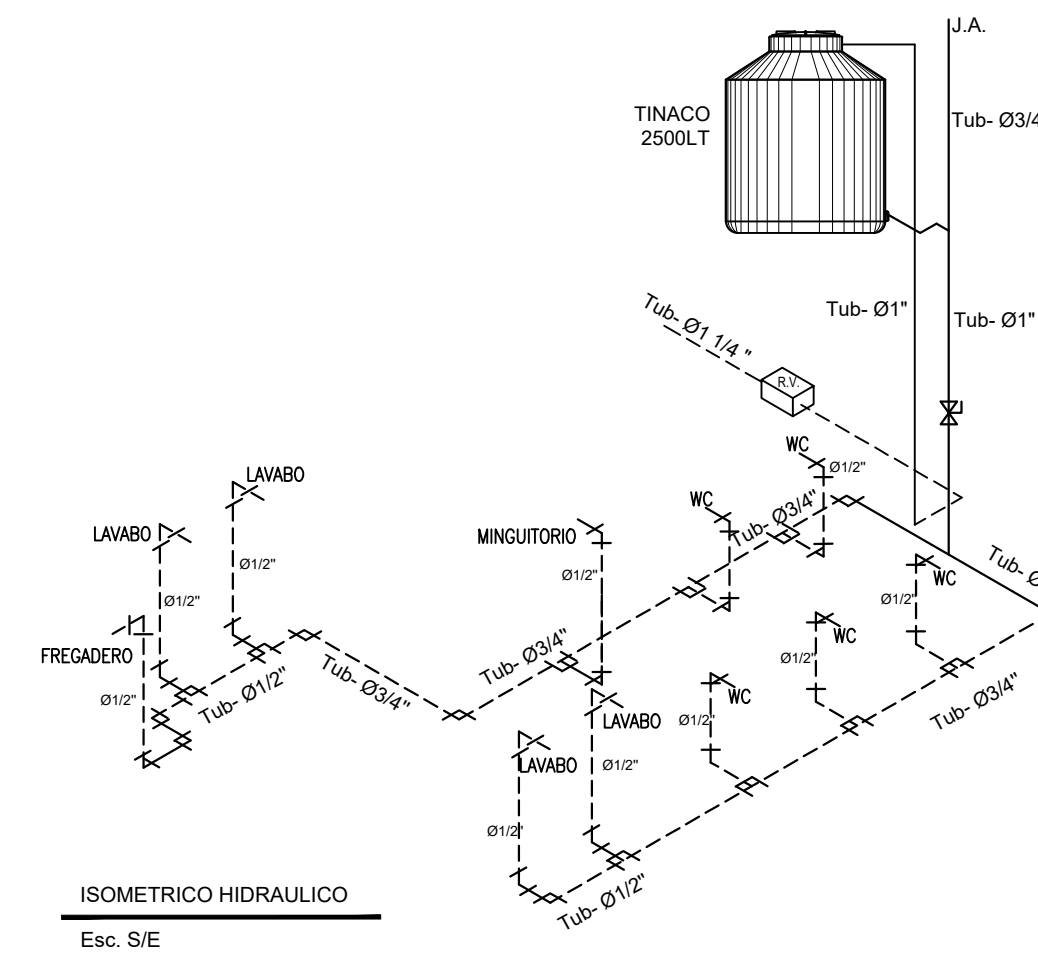 J.A.
TINACO
2500LT
Tub- Ø3/4
Tub- Ø1"
Tub- Ø1"
Tub- Ø1 1/4 "
R.V.
WC
Ø1/2"
LAVABO
WC
Tub- Ø3/4"
LAVABO
MINGUITORIO
Ø1/2"
Ø1/2"
Tub- Ø
WC
Ø1/2"
Ø1/2"
FREGADERO
WC
Tub- Ø3/4"
Ø1/2"
Tub- Ø3/4"
Tub- Ø1/2"
Ø1/2"
WC
Tub- Ø3/4"
Ø1/2"
LAVABO
LAVABO
Ø1/2"
Ø1/2"
Tub- Ø1/2"
ISOMETRICO HIDRAULICO
Esc. S/E